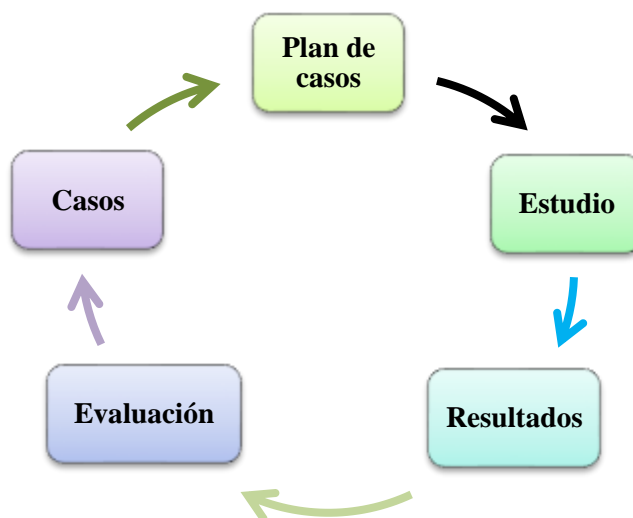 Plan de
casos
Estudio
Resultados
Evaluación
Casos